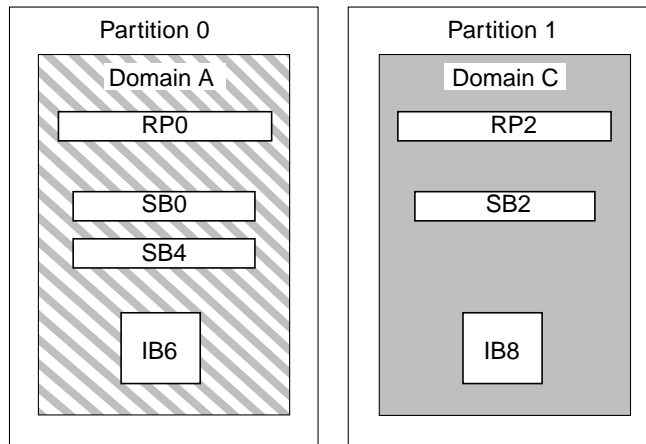 Partition 0
Domain A
RP0
SB0
SB4
IB6
Partition 1
Domain C
RP2
SB2
IB8